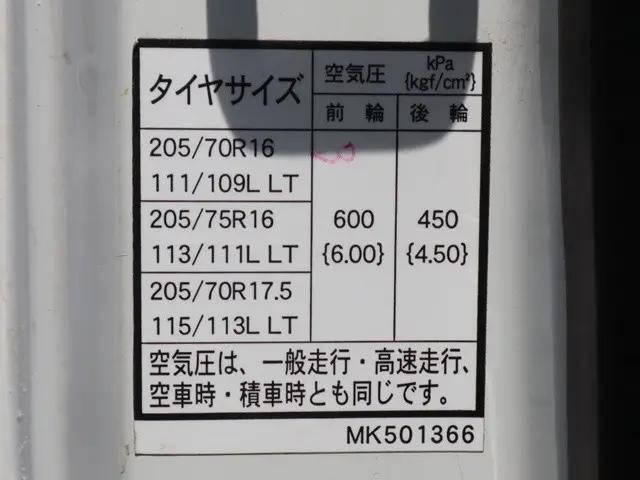 タイヤサイズ 空気圧 kPa
{kgf/cm²}
前輪 後輪
205/70R16
111/109L LT
205/75R16 600 450
113/111L LT {6.00} {4.50}
205/70R17.5
115/113L LT
空気圧は、一般走行・高速走行、
空車時・積車時とも同じです。
MK501366